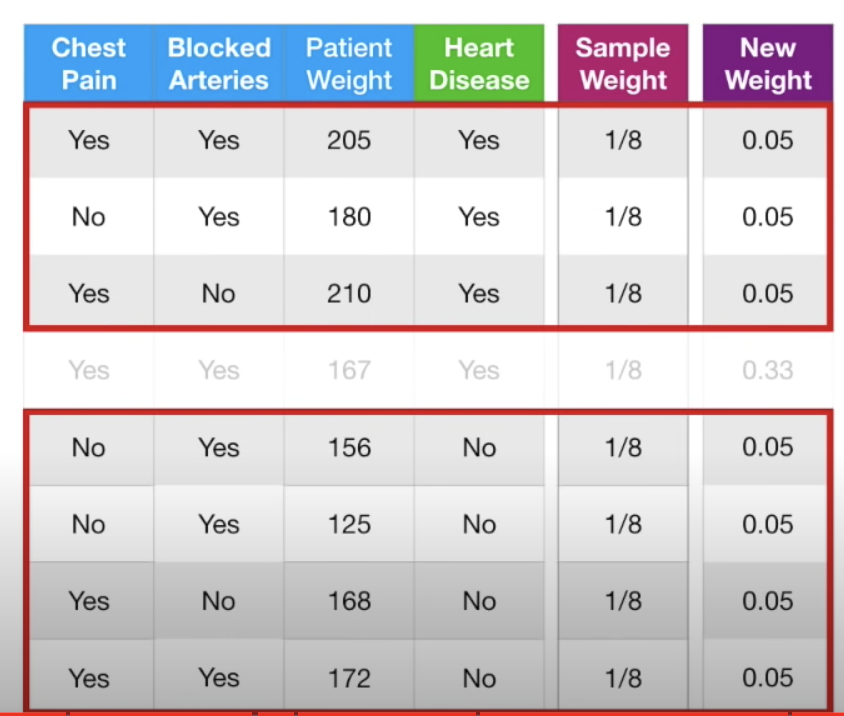 Chest Pain Blocked Arteries Patient Weight Heart Disease Sample Weight New Weight
Yes Yes 205 Yes 1/8 0.05
No Yes 180 Yes 1/8 0.05
Yes No 210 Yes 1/8 0.05
Yes Yes 167 Yes 1/8 0.33
No Yes 156 No 1/8 0.05
No Yes 125 No 1/8 0.05
Yes No 168 No 1/8 0.05
Yes Yes 172 No 1/8 0.05